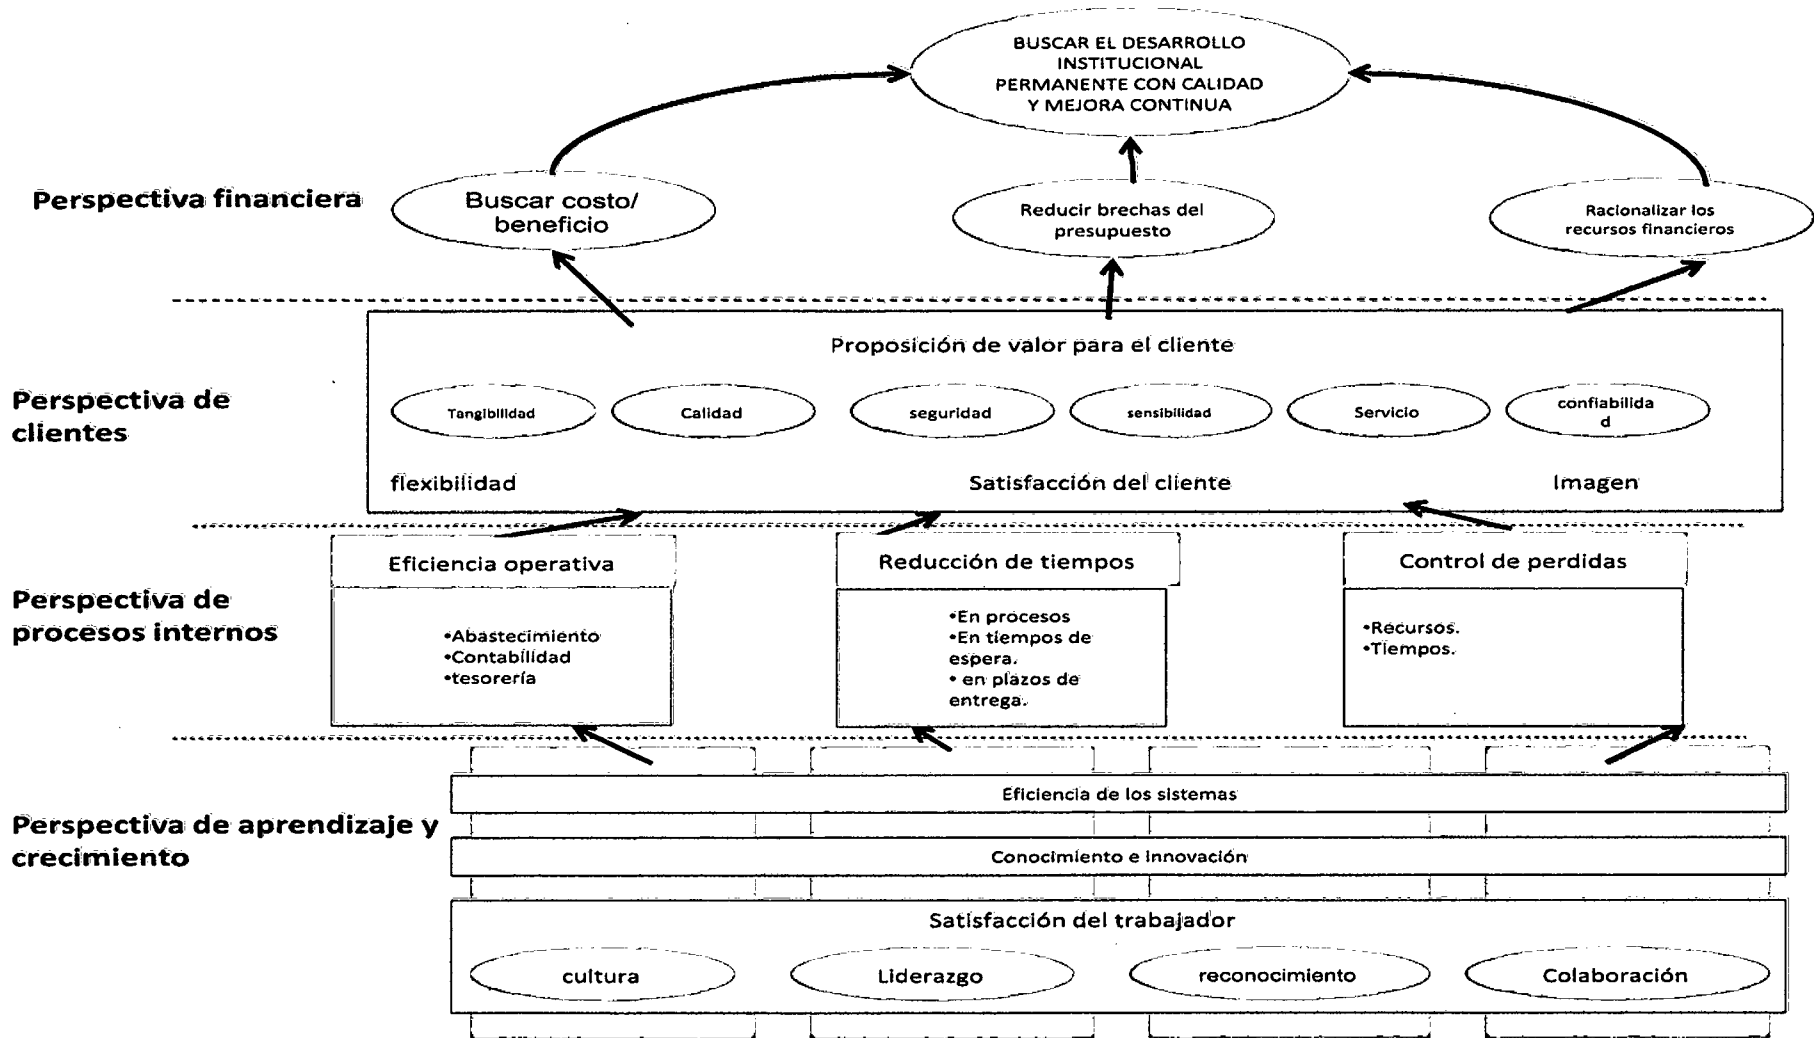 BUSCAR EL DESARROLLO
INSTITUCIONAL
PERMANENTE CON CALIDAD
Y MEJORA CONTINUA
Perspectiva financiera
Buscar costo/
beneficio
Reducir brechas del
presupuesto
Racionalizar los
recursos financieros
Proposición de valor para el cliente
Perspectiva de
clientes
Tangibilidad
Calidad
seguridad
sensibilidad
Servicio
confiabilida
d
flexibilidad
Satisfacción del cliente
Imagen
Perspectiva de
procesos internos
Eficiencia operativa
•Abastecimiento
•Contabilidad
•tesorería
Reducción de tiempos
•En procesos
•En tiempos de
espera.
• en plazos de
entrega.
Control de perdidas
•Recursos.
•Tiempos.
Perspectiva de aprendizaje y
crecimiento
Eficiencia de los sistemas
Conocimiento e innovación
Satisfacción del trabajador
cultura
Liderazgo
reconocimiento
Colaboración